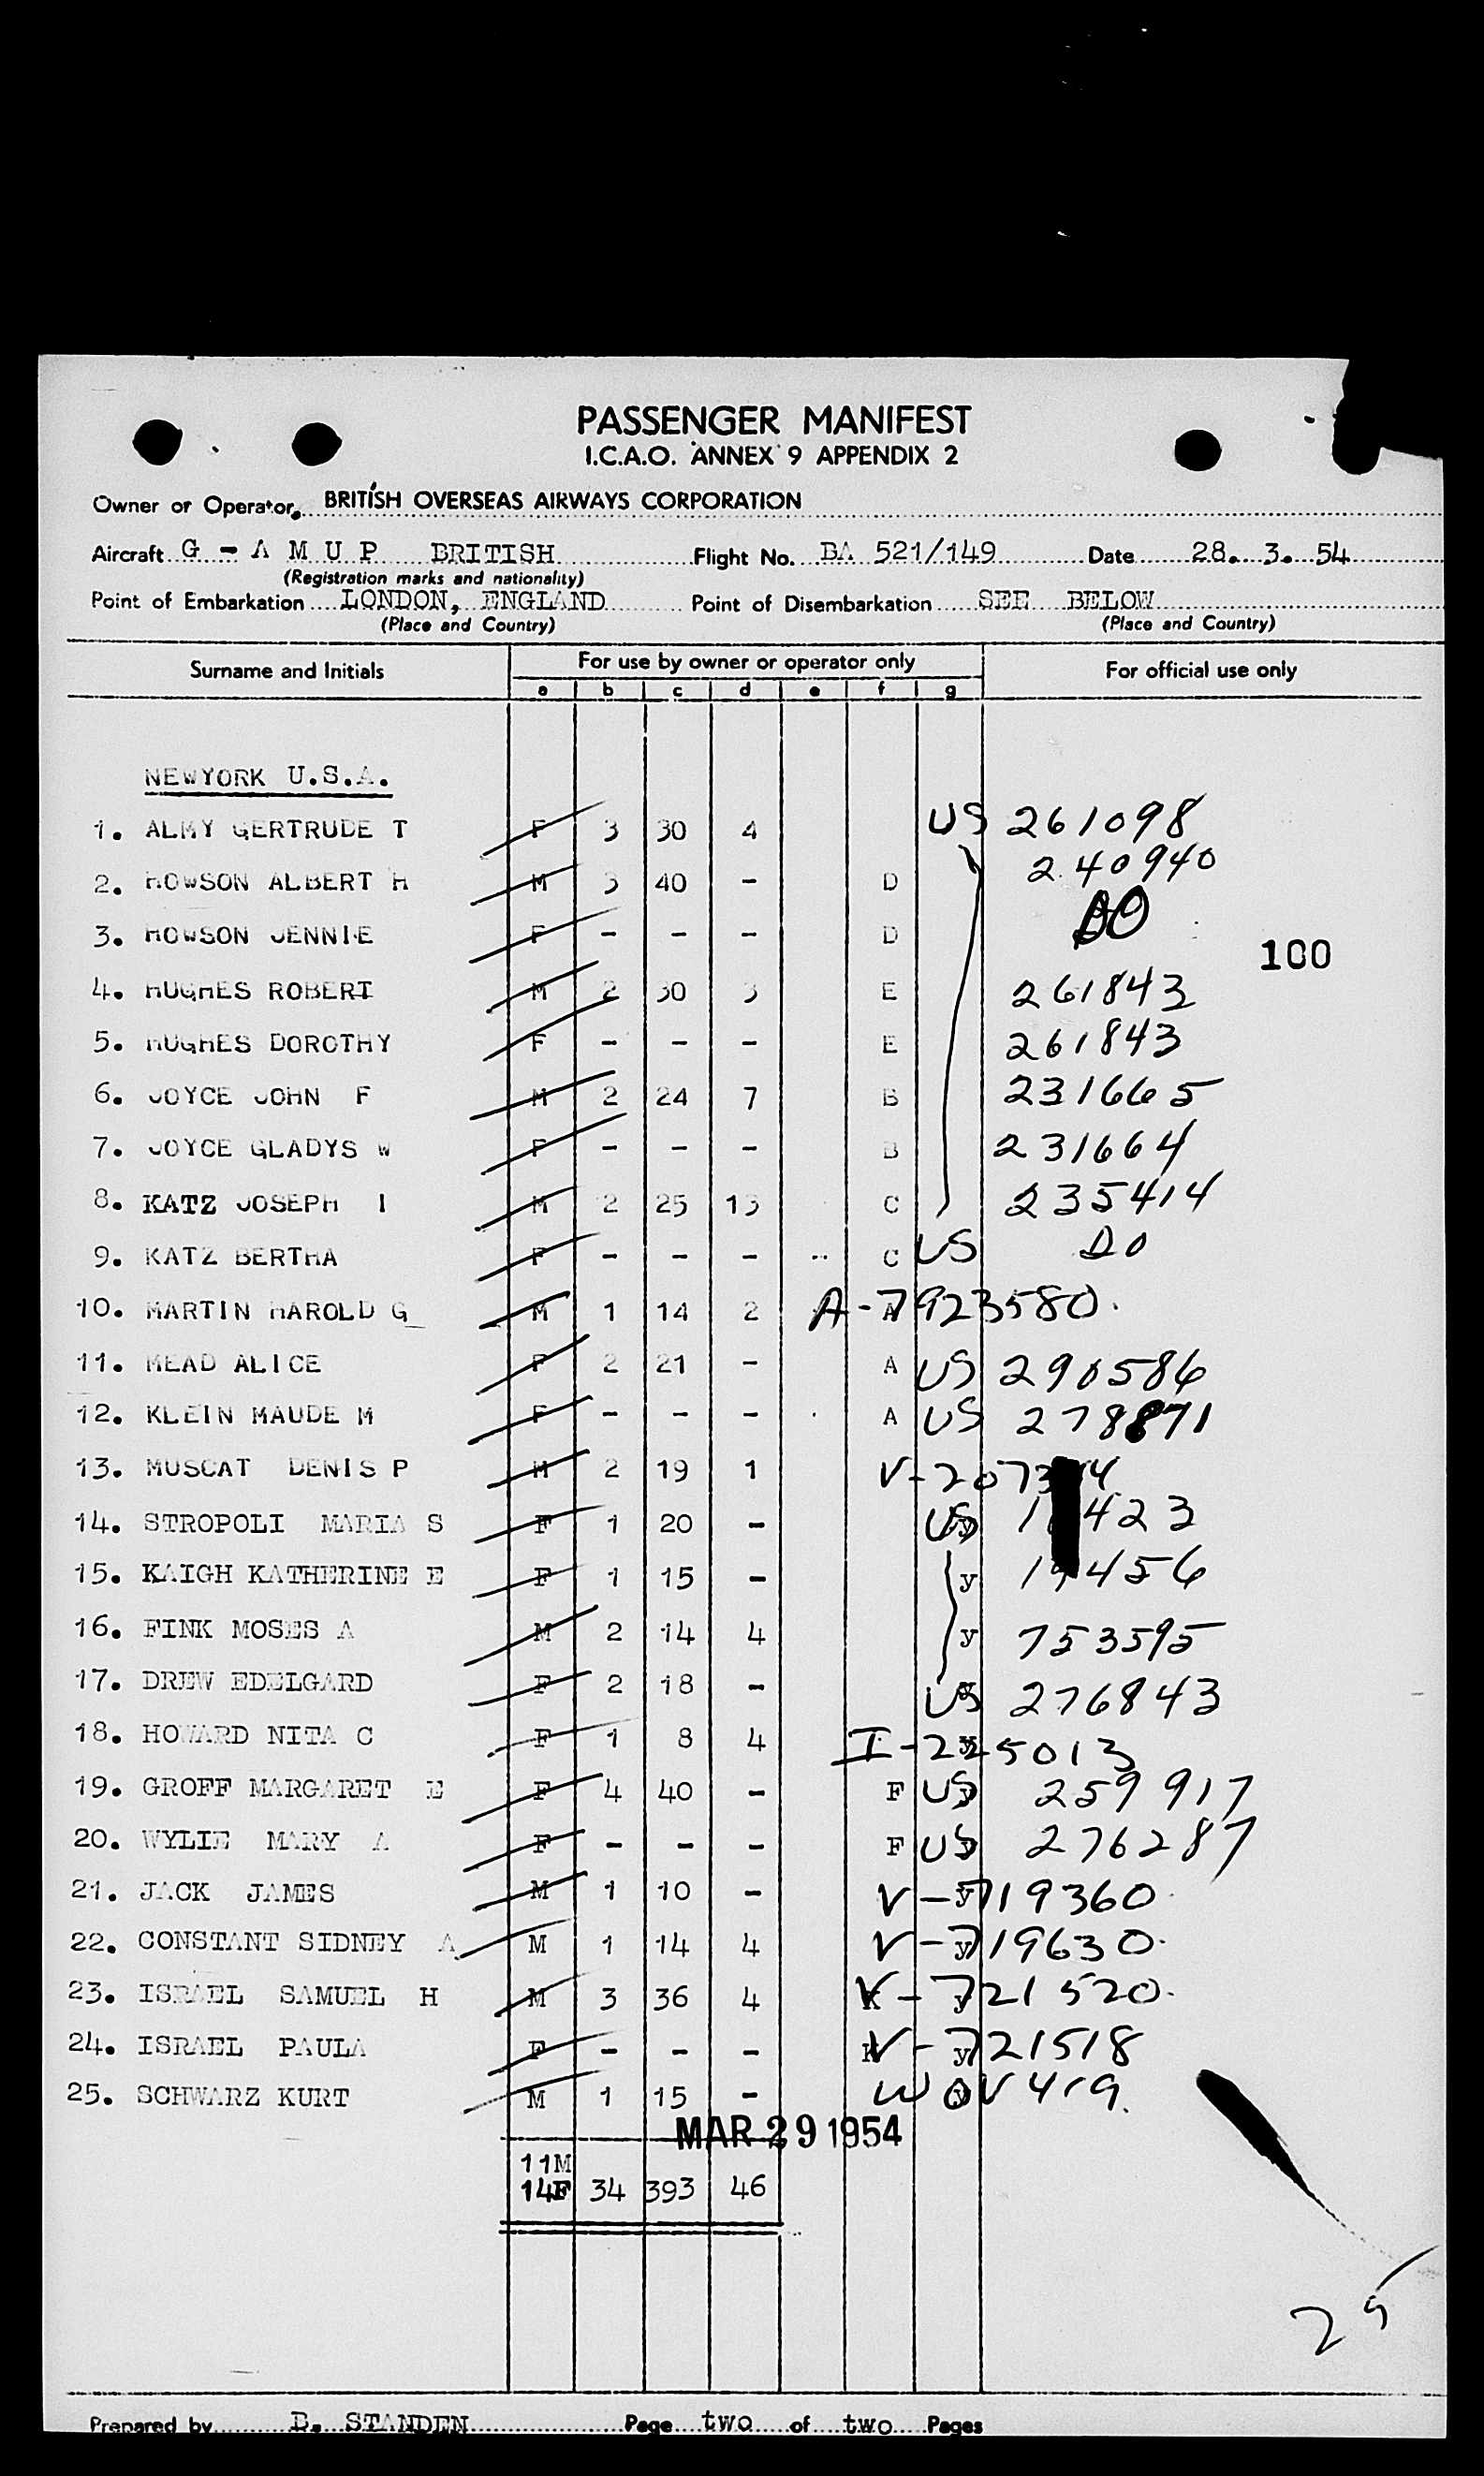 PASSENGER MANIFEST
I.C.A.O. ANNEX 9 APPENDIX 2
Owner or Operator BRITISH OVERSEAS AIRWAYS CORPORATION
Aircraft G - A M U P BRITISH Flight No. BA 521/149 Date 28. 3. 54
(Registration marks and nationality)
Point of Embarkation LONDON, ENGLAND Point of Disembarkation SEE BELOW
(Place and Country) (Place and Country)
Surname and Initials For use by owner or operator only For official use only
a b c d e f g
NEWYORK U.S.A.
1. ALMY GERTRUDE T F 3 30 4 US 261098
2. HOWSON ALBERT H M 3 40 - D 240940
3. HOWSON JENNIE F - - - D DO
100
4. HUGHES ROBERT M 2 30 3 E 261843
5. HUGHES DOROTHY F - - - E 261843
6. JOYCE JOHN F M 2 24 7 B 231665
7. JOYCE GLADYS W F - - - B 231664
8. KATZ JOSEPH I M 2 25 13 C 235414
9. KATZ BERTHA F - - - C US DO
10. MARTIN HAROLD G M 1 14 2 A A-7923580.
11. MEAD ALICE F 2 21 - A US 290586
12. KLEIN MAUDE M F - - - A US 278871
13. MUSCAT DENIS P M 2 19 1
14. STROPOLI MARIA S F 1 20 - US
15. KAIGH KATHERINE E F 1 15 - y
16. FINK MOSES A M 2 14 4 y 753595
17. DREW EDELGARD F 2 18 - US 276843
18. HOWARD NITA C F 1 8 4 I-225013
19. GROFF MARGARET E F 4 40 - F US 259917
20. WYLIE MARY A F - - - F US 276287
21. JACK JAMES M 1 10 - V-719360.
22. CONSTANT SIDNEY A M 1 14 4 y V-719630.
23. ISRAEL SAMUEL H M 3 36 4 K V-721520.
24. ISRAEL PAULA F - - - K y V-721518
25. SCHWARZ KURT M 1 15 -
MAR 29 1954
11M
14F 34 393 46
25
Prepared by B. STANDEN Page two of two Pages